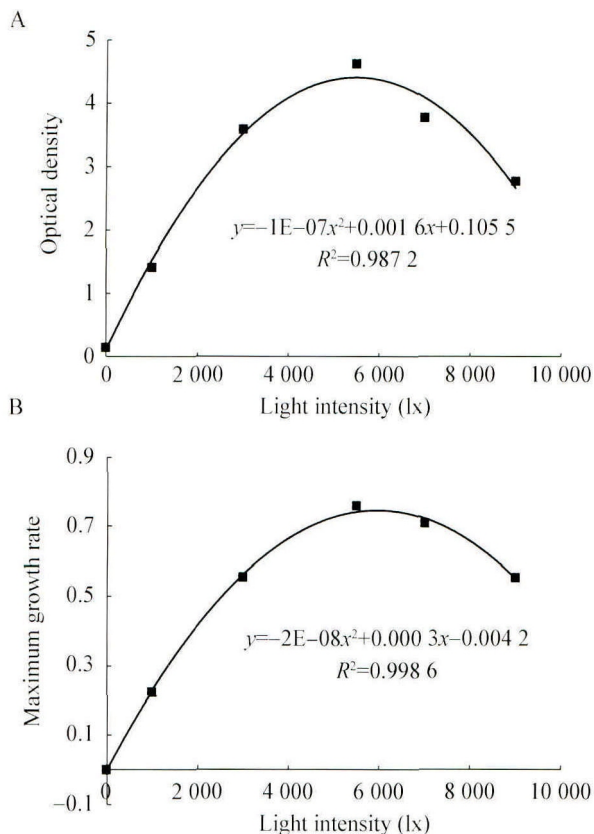 A
5
4
3
2
1
0
Optical density
y=−1E−07x²+0.001 6x+0.105 5
R²=0.987 2
0 2 000 4 000 6 000 8 000 10 000
Light intensity (lx)
B
0.9
0.7
0.5
0.3
0.1
−0.1
Maximum growth rate
y=−2E−08x²+0.000 3x−0.004 2
R²=0.998 6
0 2 000 4 000 6 000 8 000 10 000
Light intensity (lx)